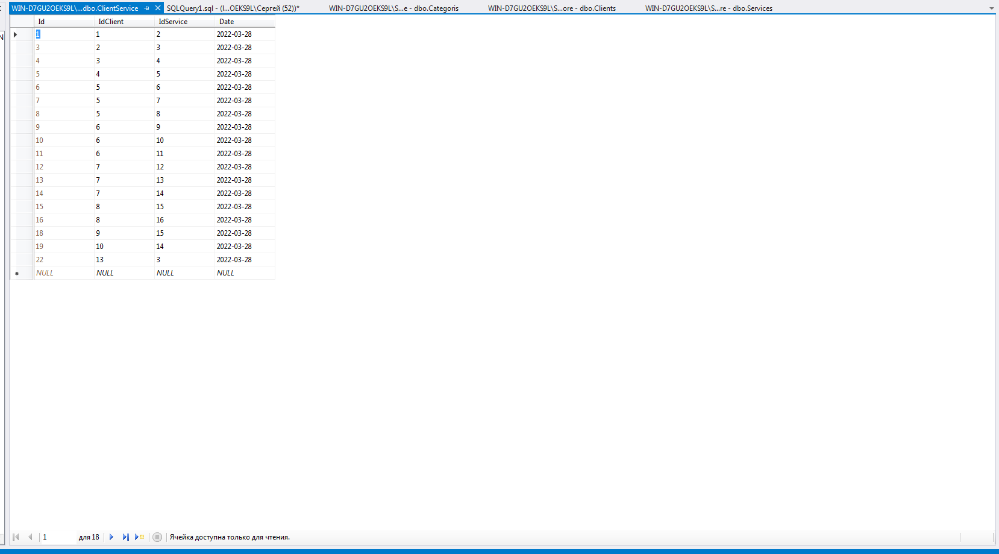 WIN-D7GU2OEKS9L\...dbo.ClientService SQLQuery1.sql - (l...OEKS9L\Сергей (52))* WIN-D7GU2OEKS9L\S...e - dbo.Categoris WIN-D7GU2OEKS9L\S...ore - dbo.Clients WIN-D7GU2OEKS9L\S...re - dbo.Services
Id IdClient IdService Date
1 1 2 2022-03-28
3 2 3 2022-03-28
4 3 4 2022-03-28
5 4 5 2022-03-28
6 5 6 2022-03-28
7 5 7 2022-03-28
8 5 8 2022-03-28
9 6 9 2022-03-28
10 6 10 2022-03-28
11 6 11 2022-03-28
12 7 12 2022-03-28
13 7 13 2022-03-28
14 7 14 2022-03-28
15 8 15 2022-03-28
16 8 16 2022-03-28
18 9 15 2022-03-28
19 10 14 2022-03-28
22 13 3 2022-03-28
NULL NULL NULL NULL
1 для 18 Ячейка доступна только для чтения.